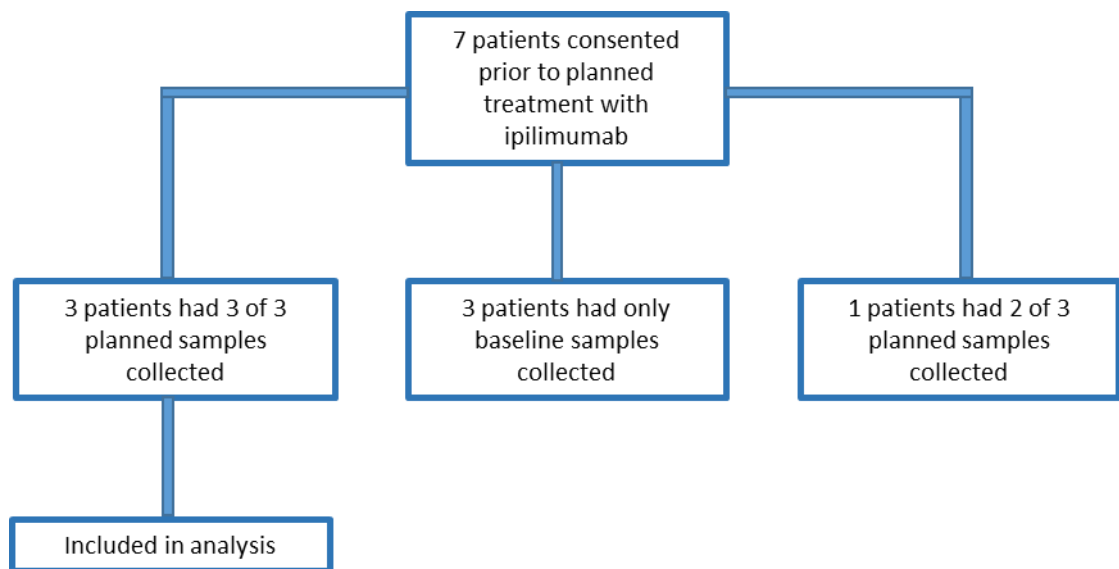 7 patients consented
prior to planned
treatment with
ipilimumab
3 patients had 3 of 3
planned samples
collected
3 patients had only
baseline samples
collected
1 patients had 2 of 3
planned samples
collected
Included in analysis